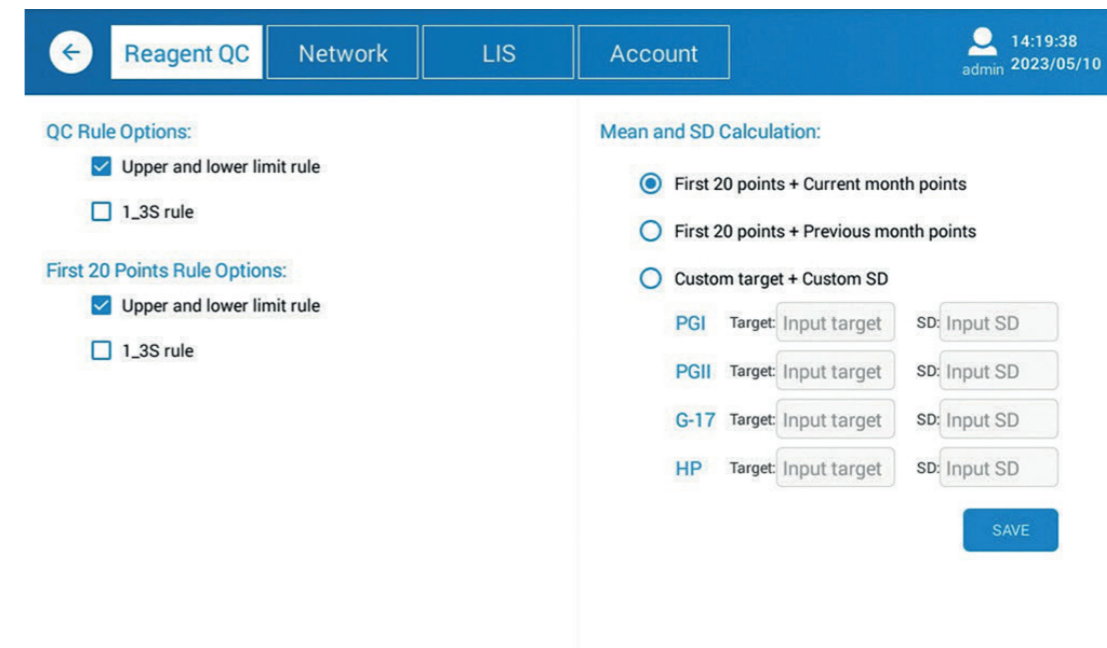 Reagent QC
Network
LIS
Account
14:19:38
admin 2023/05/10
QC Rule Options:
Upper and lower limit rule
1_3S rule
First 20 Points Rule Options:
Upper and lower limit rule
1_3S rule
Mean and SD Calculation:
First 20 points + Current month points
First 20 points + Previous month points
Custom target + Custom SD
PGI Target: Input target SD: Input SD
PGII Target: Input target SD: Input SD
G-17 Target: Input target SD: Input SD
HP Target: Input target SD: Input SD
SAVE